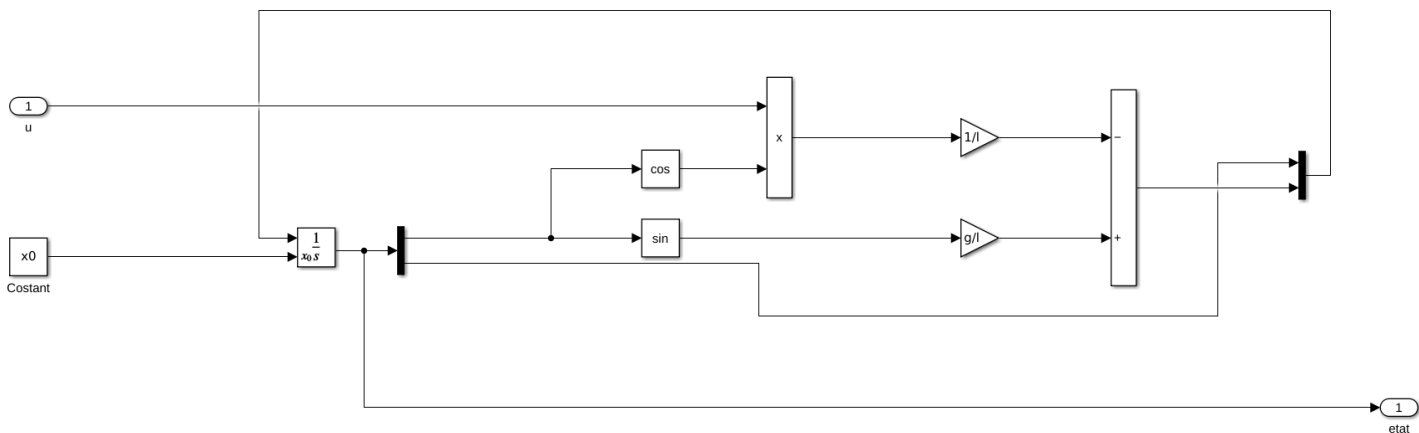 1
u
x
1/l
−
cos
x0
Costant
1
x₀ s
sin
g/l
+
1
etat